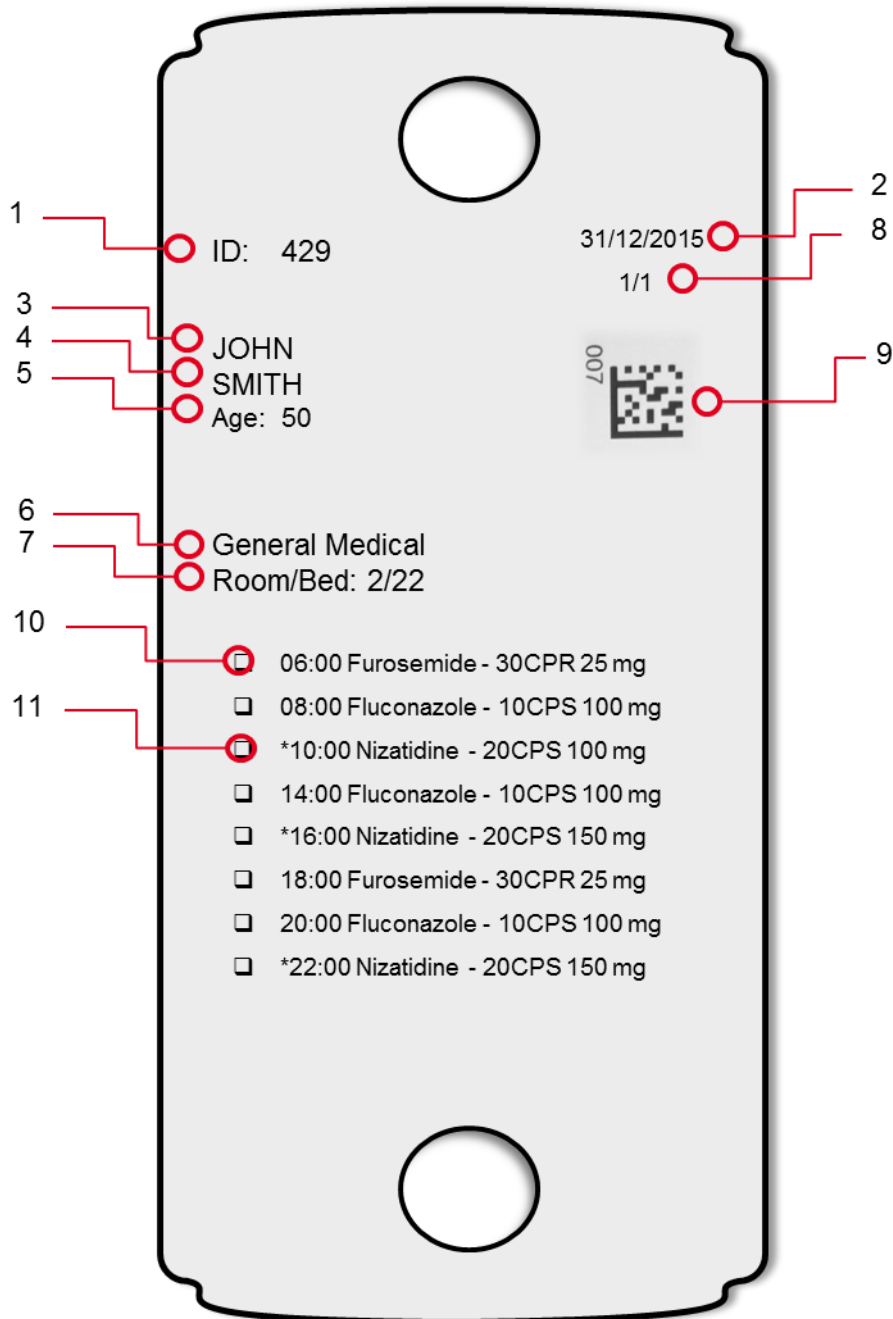 1
2
ID: 429
31/12/2015
8
1/1
3
JOHN
4
SMITH
5
Age: 50
007
9
6
General Medical
7
Room/Bed: 2/22
10
❑ 06:00 Furosemide - 30CPR 25 mg
❑ 08:00 Fluconazole - 10CPS 100 mg
11
❑ *10:00 Nizatidine - 20CPS 100 mg
❑ 14:00 Fluconazole - 10CPS 100 mg
❑ *16:00 Nizatidine - 20CPS 150 mg
❑ 18:00 Furosemide - 30CPR 25 mg
❑ 20:00 Fluconazole - 10CPS 100 mg
❑ *22:00 Nizatidine - 20CPS 150 mg